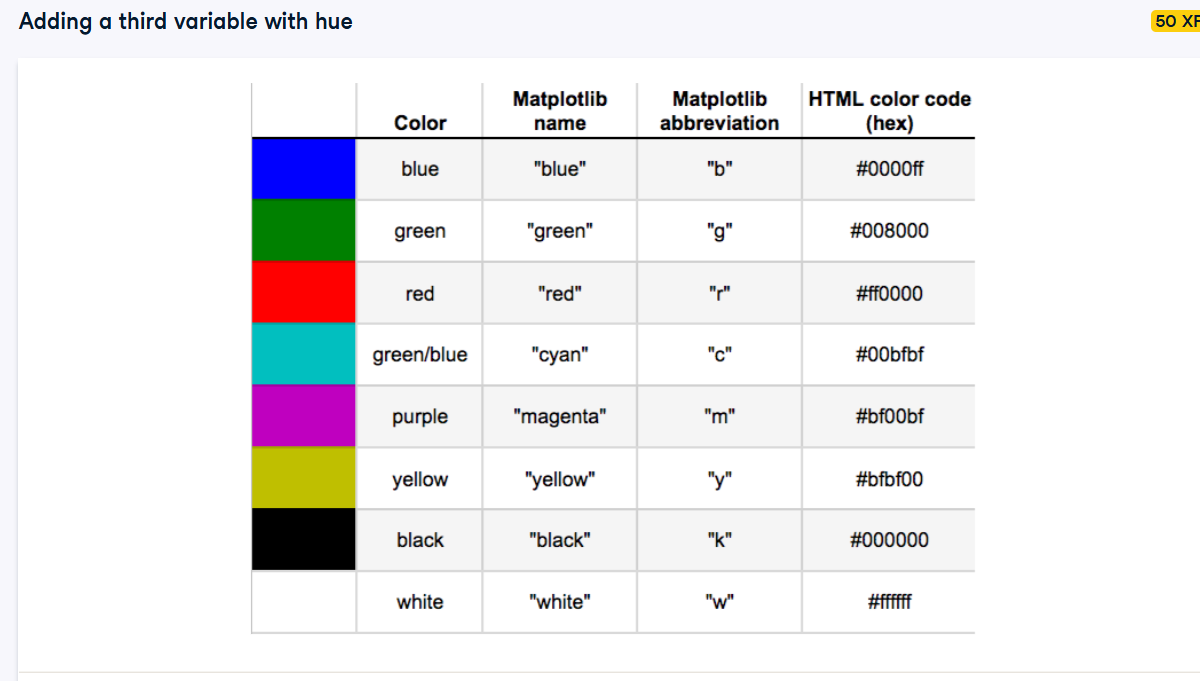 Adding a third variable with hue
50 XP
Color Matplotlib name Matplotlib abbreviation HTML color code (hex)
blue "blue" "b" #0000ff
green "green" "g" #008000
red "red" "r" #ff0000
green/blue "cyan" "c" #00bfbf
purple "magenta" "m" #bf00bf
yellow "yellow" "y" #bfbf00
black "black" "k" #000000
white "white" "w" #ffffff